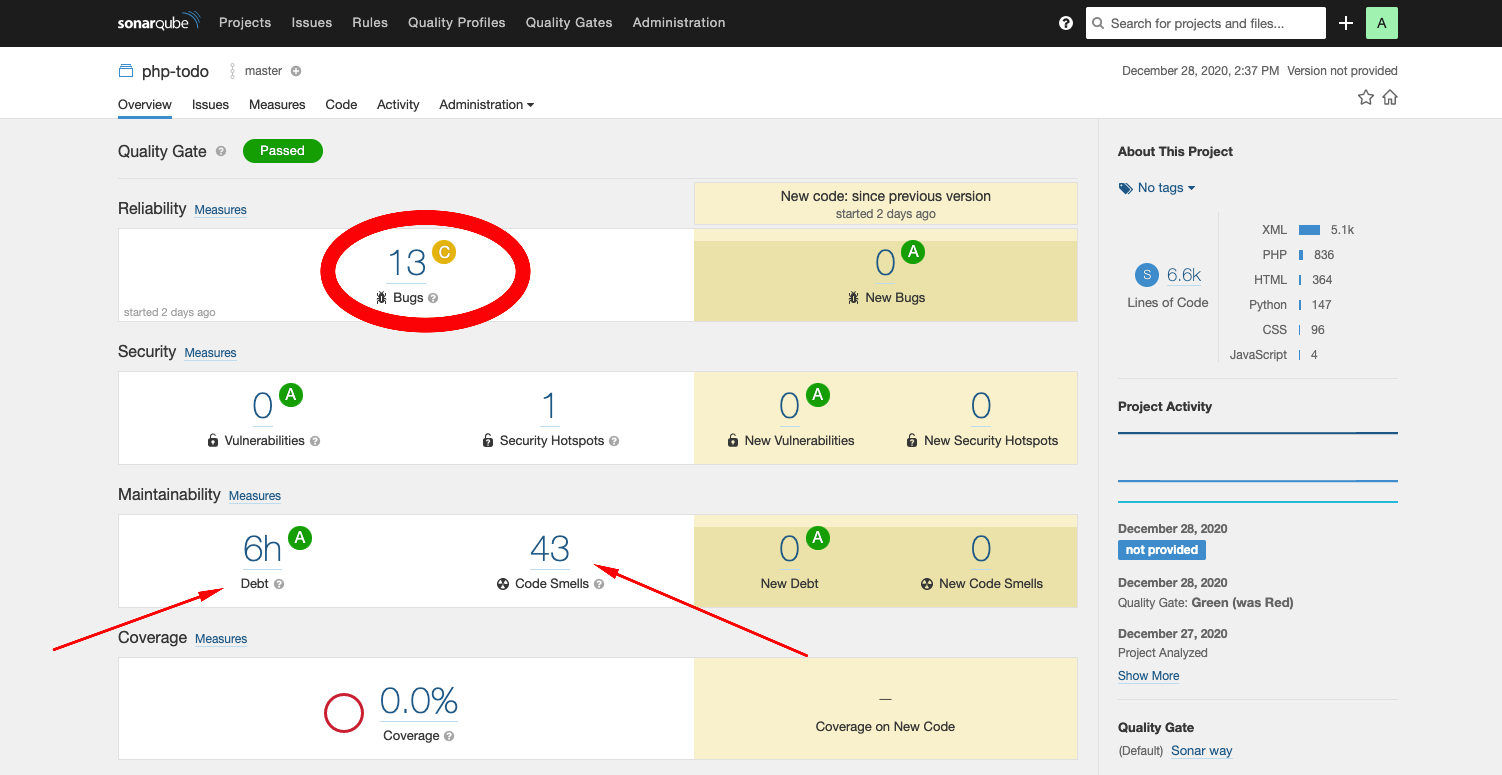 sonarqube Projects Issues Rules Quality Profiles Quality Gates Administration ? Search for projects and files... A
php-todo master December 28, 2020, 2:37 PM Version not provided
Overview Issues Measures Code Activity Administration
Quality Gate ? Passed
New code: since previous version
started 2 days ago
Reliability Measures
13 C
Bugs ?
started 2 days ago
0 A
New Bugs
Security Measures
0 A
Vulnerabilities ?
1
Security Hotspots ?
0 A
New Vulnerabilities
0
New Security Hotspots
Maintainability Measures
6h A
Debt ?
43
Code Smells ?
0 A
New Debt
0
New Code Smells
Coverage Measures
0.0%
Coverage ?
—
Coverage on New Code
About This Project
No tags
S 6.6k
Lines of Code
XML 5.1k
PHP 836
HTML 364
Python 147
CSS 96
JavaScript 4
Project Activity
December 28, 2020
not provided
December 28, 2020
Quality Gate: Green (was Red)
December 27, 2020
Project Analyzed
Show More
Quality Gate
(Default) Sonar way